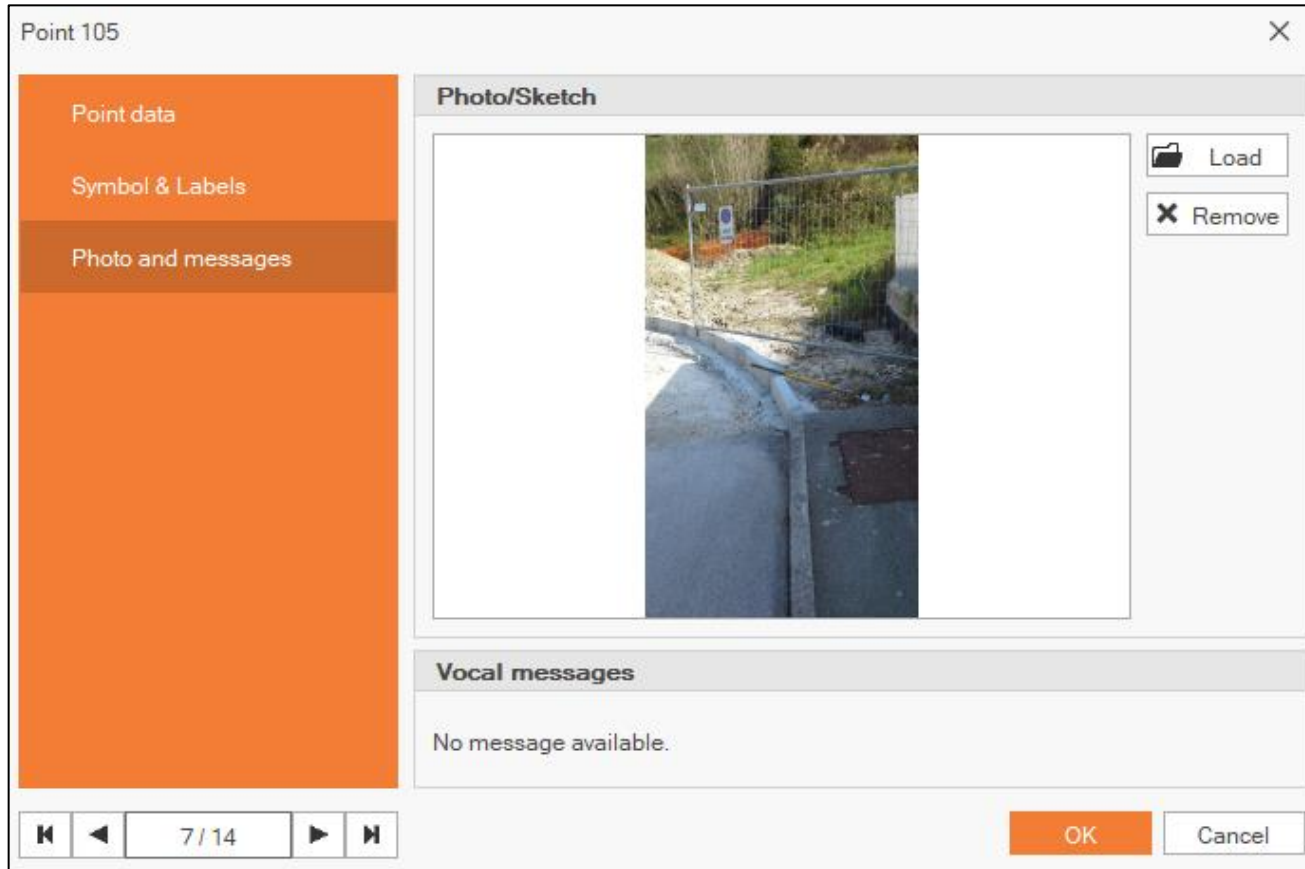 Point 105
Point data
Symbol & Labels
Photo and messages
Photo/Sketch
Load
Remove
Vocal messages
No message available.
7 / 14
OK
Cancel